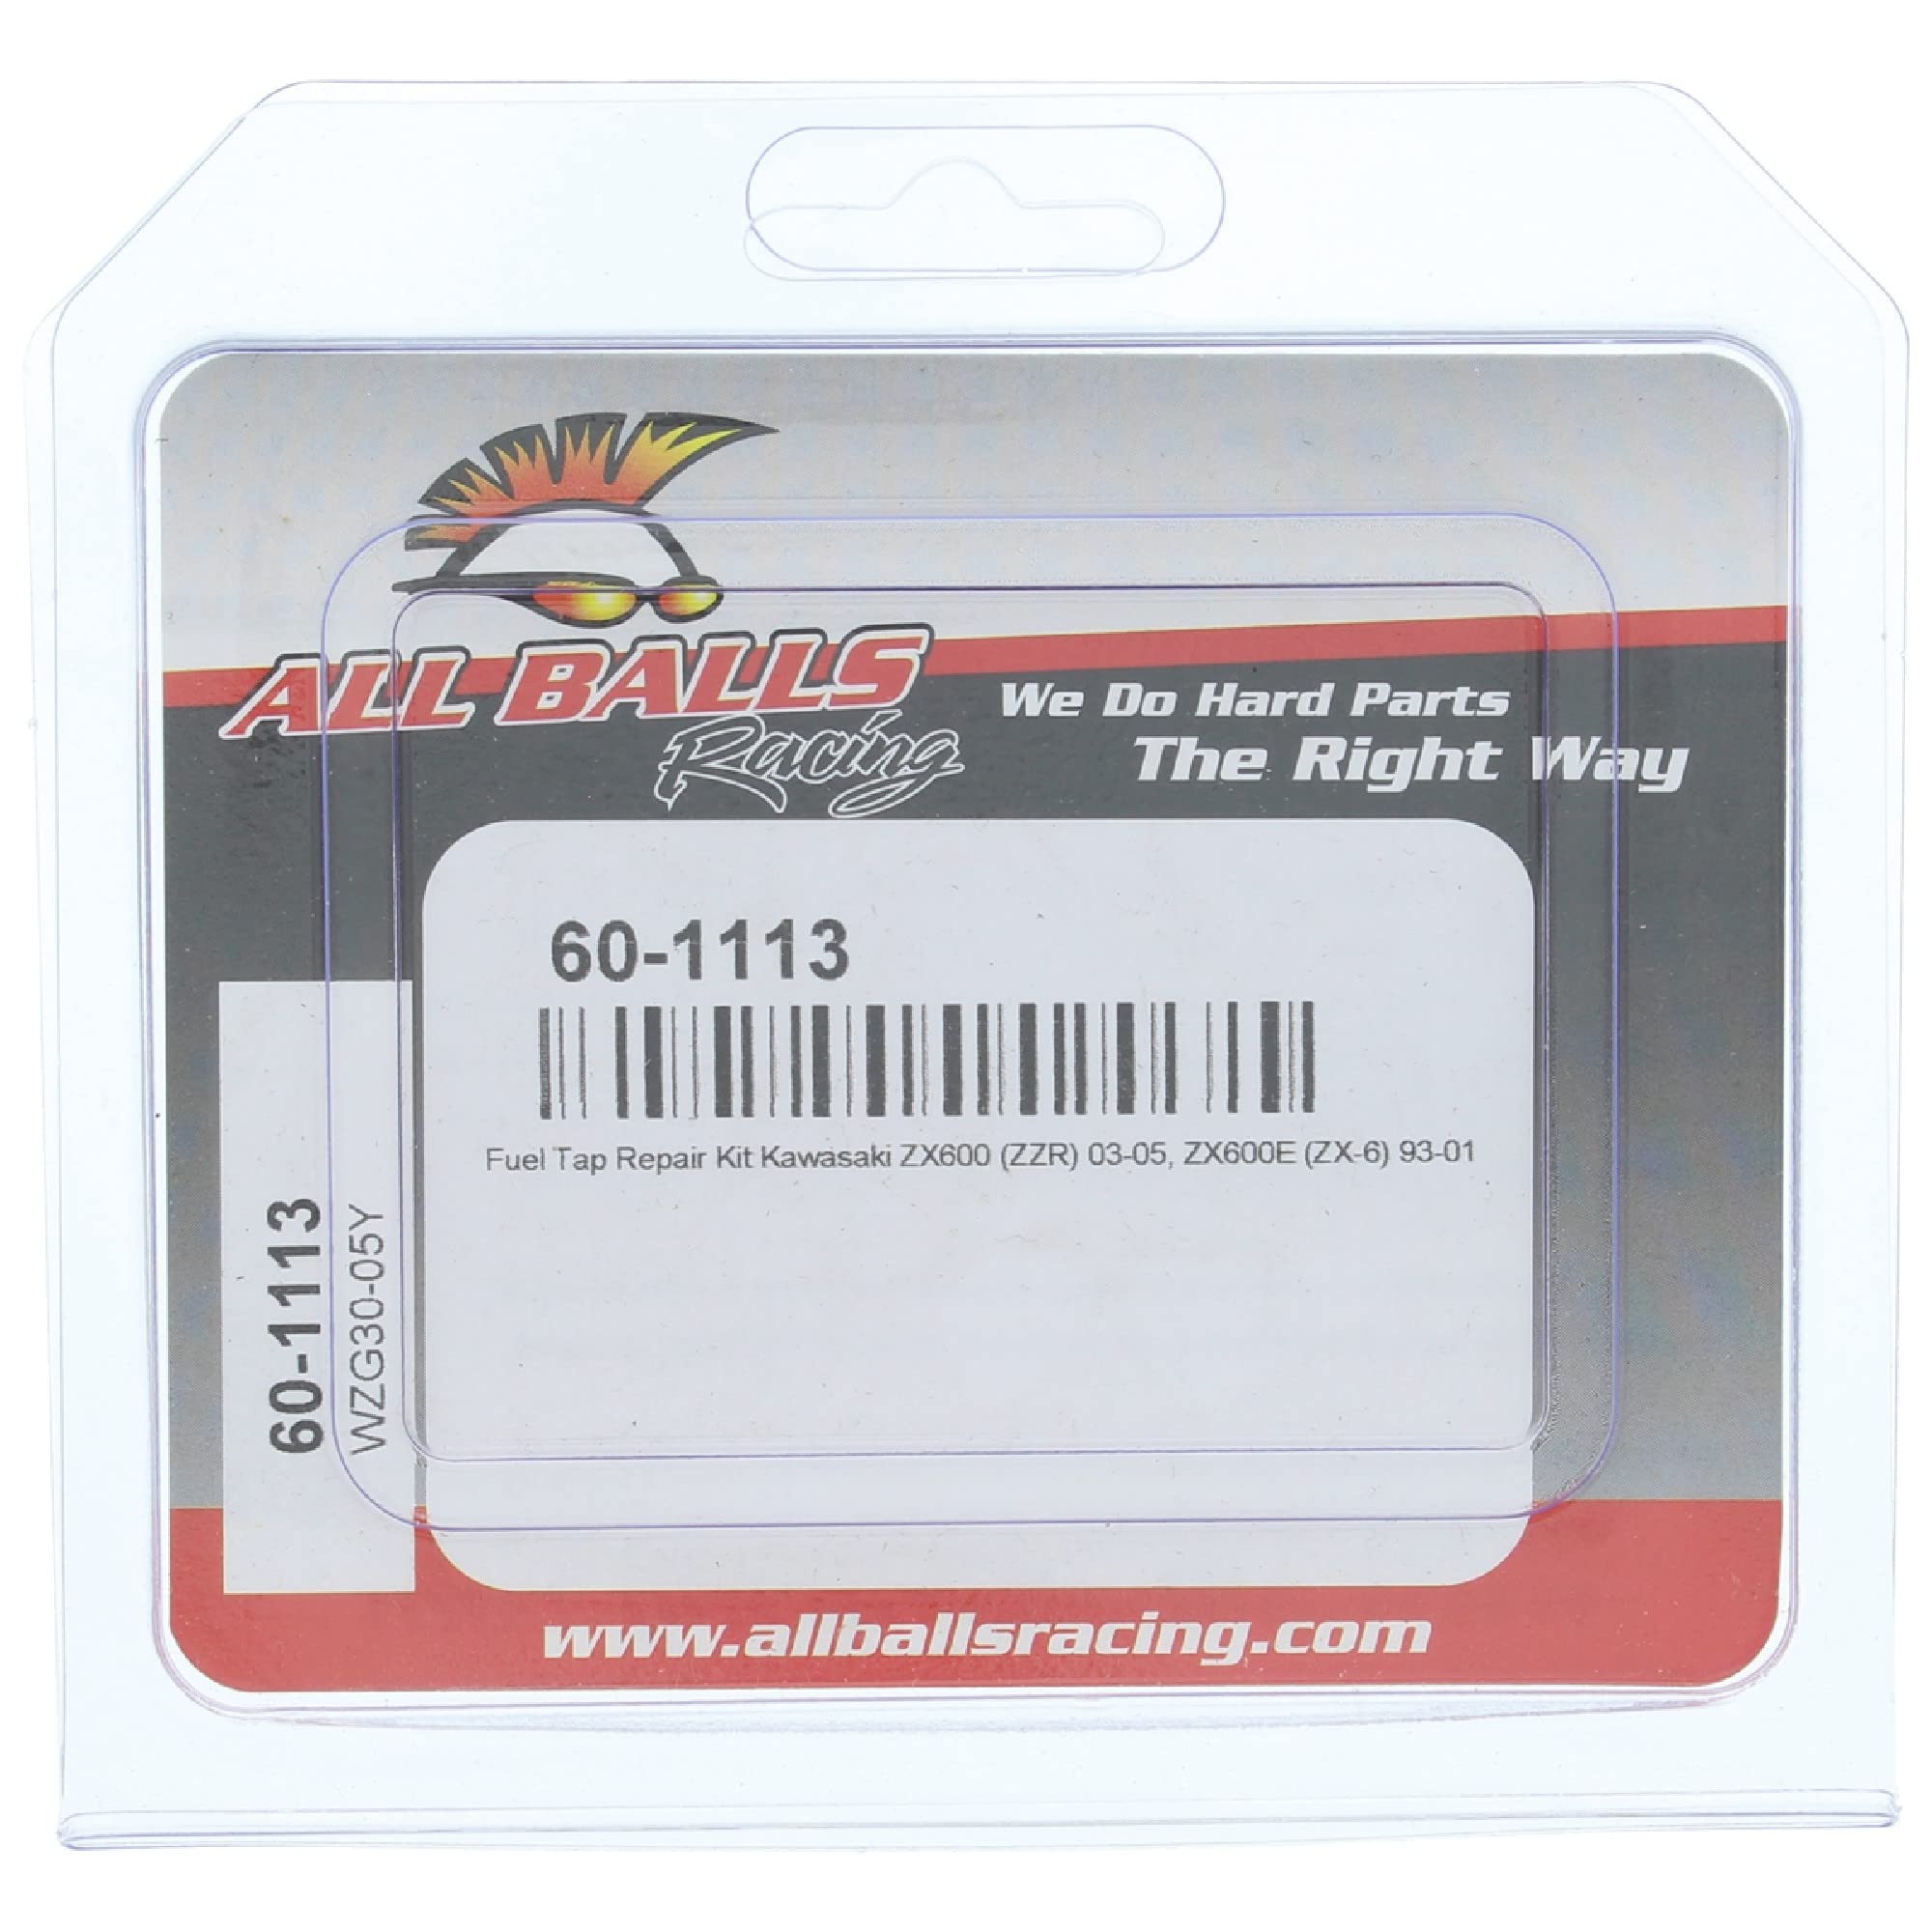 ALL BALLS
Racing
We Do Hard Parts
The Right Way
60-1113
Fuel Tap Repair Kit Kawasaki ZX600 (ZZR) 03-05, ZX600E (ZX-6) 93-01
60-1113
WZG30-05Y
www.allballsracing.com